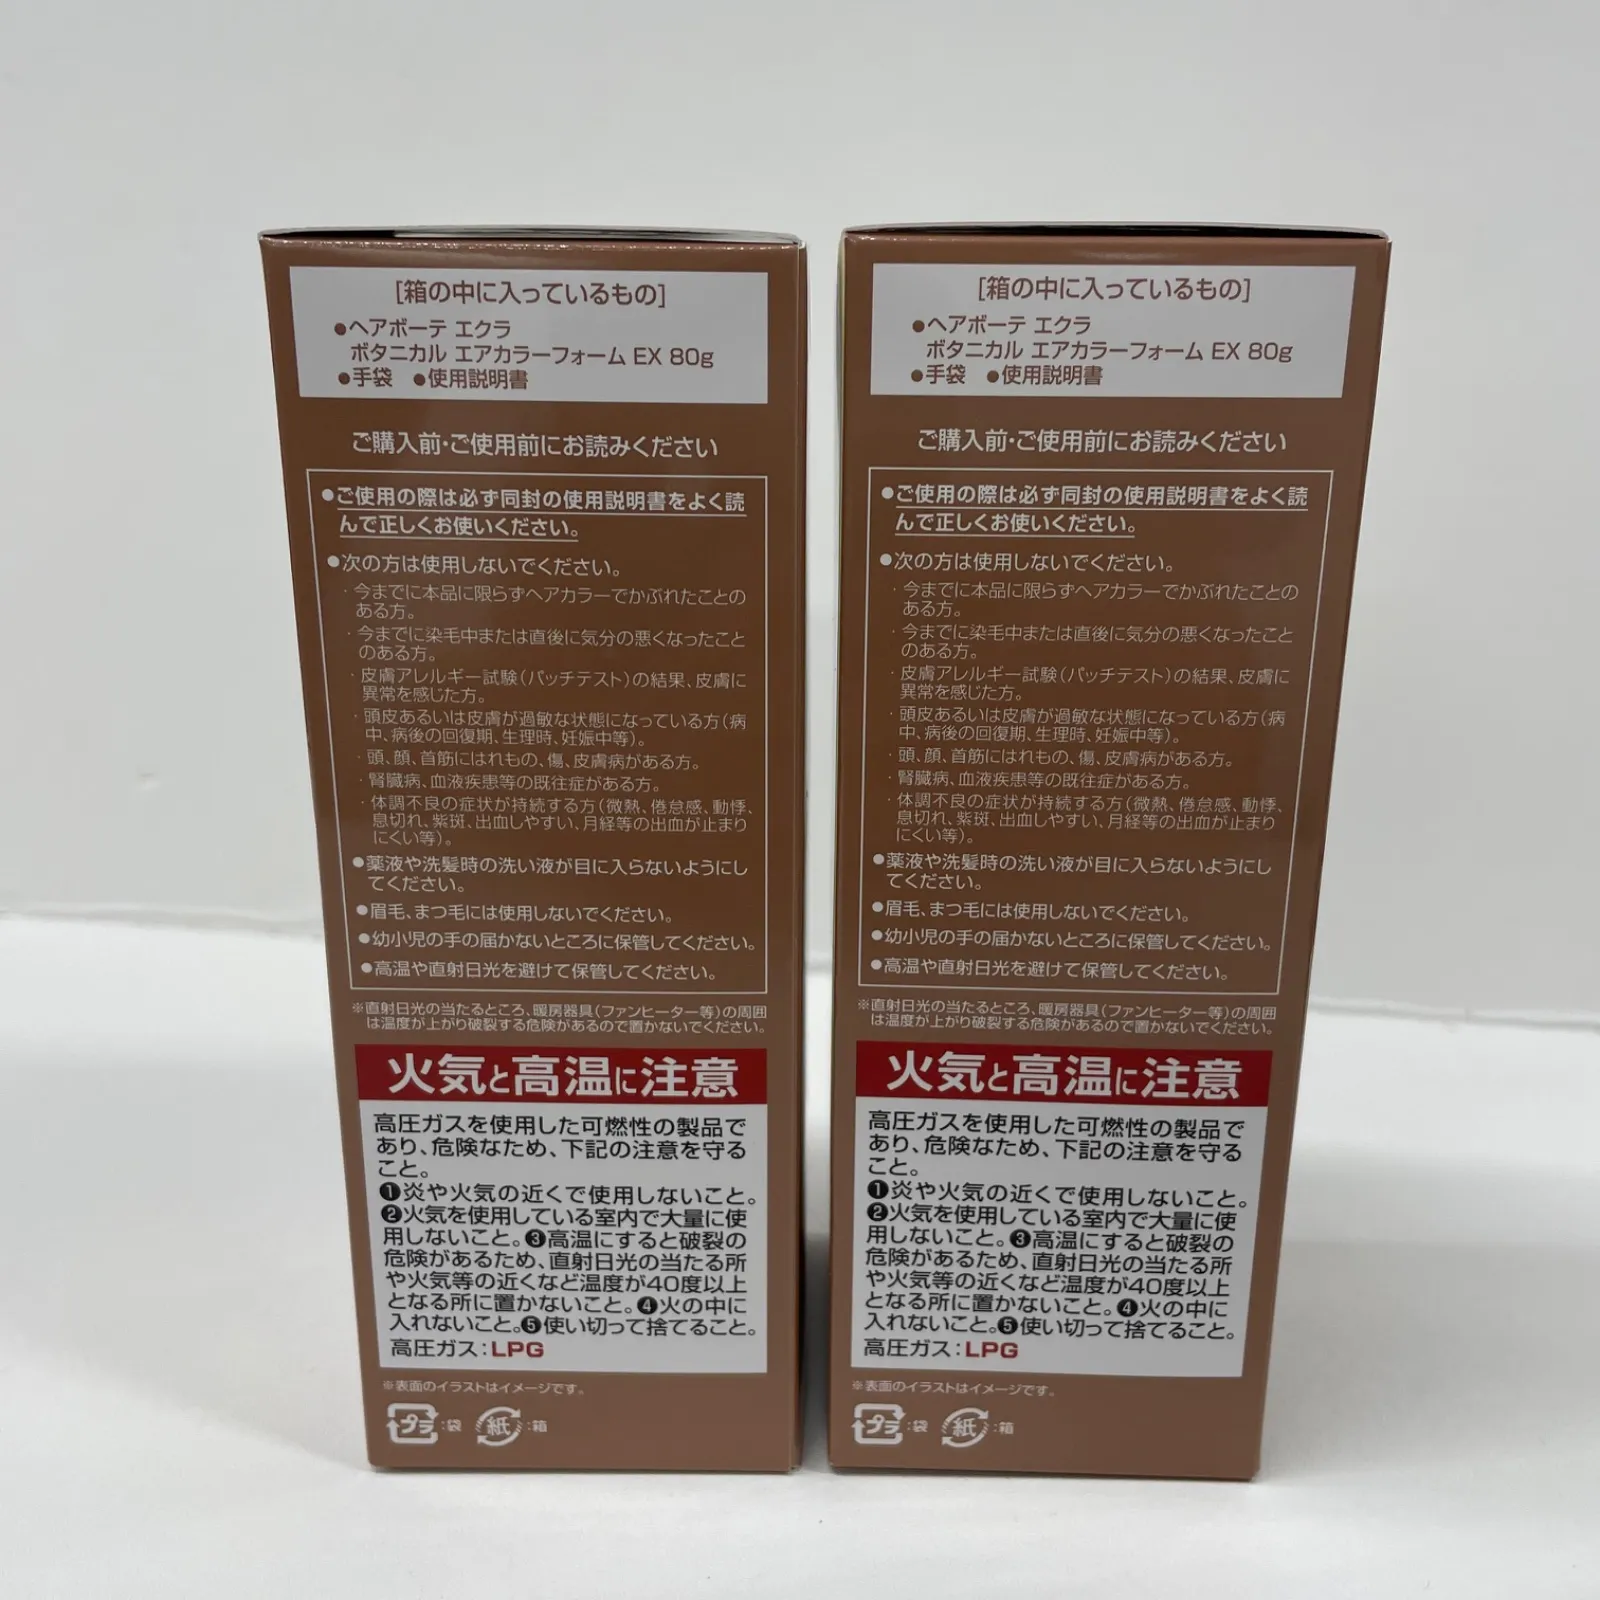 [箱の中に入っているもの]
●ヘアボーテ エクラ
ボタニカル エアカラーフォーム EX 80g
●手袋 ●使用説明書
ご購入前・ご使用前にお読みください
●ご使用の際は必ず同封の使用説明書をよく読
んで正しくお使いください。
●次の方は使用しないでください。
・今までに本品に限らずヘアカラーでかぶれたことの
ある方。
・今までに染毛中または直後に気分の悪くなったこと
のある方。
・皮膚アレルギー試験(パッチテスト)の結果、皮膚に
異常を感じた方。
・頭皮あるいは皮膚が過敏な状態になっている方(病
中、病後の回復期、生理時、妊娠中等)。
・頭、顔、首筋にはれもの、傷、皮膚病がある方。
・腎臓病、血液疾患等の既往症がある方。
・体調不良の症状が持続する方(微熱、倦怠感、動悸、
息切れ、紫斑、出血しやすい、月経等の出血が止まり
にくい等)。
●薬液や洗髪時の洗い液が目に入らないようにし
てください。
●眉毛、まつ毛には使用しないでください。
●幼小児の手の届かないところに保管してください。
●高温や直射日光を避けて保管してください。
※直射日光の当たるところ、暖房器具(ファンヒーター等)の周囲
は温度が上がり破裂する危険があるので置かないでください。
火気と高温に注意
高圧ガスを使用した可燃性の製品で
あり、危険なため、下記の注意を守る
こと。
❶炎や火気の近くで使用しないこと。
❷火気を使用している室内で大量に使
用しないこと。❸高温にすると破裂の
危険があるため、直射日光の当たる所
や火気等の近くなど温度が40度以上
となる所に置かないこと。❹火の中に
入れないこと。❺使い切って捨てること。
高圧ガス：LPG
※表面のイラストはイメージです。
プラ :袋 紙 :箱
[箱の中に入っているもの]
●ヘアボーテ エクラ
ボタニカル エアカラーフォーム EX 80g
●手袋 ●使用説明書
ご購入前・ご使用前にお読みください
●ご使用の際は必ず同封の使用説明書をよく読
んで正しくお使いください。
●次の方は使用しないでください。
・今までに本品に限らずヘアカラーでかぶれたことの
ある方。
・今までに染毛中または直後に気分の悪くなったこと
のある方。
・皮膚アレルギー試験(パッチテスト)の結果、皮膚に
異常を感じた方。
・頭皮あるいは皮膚が過敏な状態になっている方(病
中、病後の回復期、生理時、妊娠中等)。
・頭、顔、首筋にはれもの、傷、皮膚病がある方。
・腎臓病、血液疾患等の既往症がある方。
・体調不良の症状が持続する方(微熱、倦怠感、動悸、
息切れ、紫斑、出血しやすい、月経等の出血が止まり
にくい等)。
●薬液や洗髪時の洗い液が目に入らないようにし
てください。
●眉毛、まつ毛には使用しないでください。
●幼小児の手の届かないところに保管してください。
●高温や直射日光を避けて保管してください。
※直射日光の当たるところ、暖房器具(ファンヒーター等)の周囲
は温度が上がり破裂する危険があるので置かないでください。
火気と高温に注意
高圧ガスを使用した可燃性の製品で
あり、危険なため、下記の注意を守る
こと。
❶炎や火気の近くで使用しないこと。
❷火気を使用している室内で大量に使
用しないこと。❸高温にすると破裂の
危険があるため、直射日光の当たる所
や火気等の近くなど温度が40度以上
となる所に置かないこと。❹火の中に
入れないこと。❺使い切って捨てること。
高圧ガス：LPG
※表面のイラストはイメージです。
プラ :袋 紙 :箱